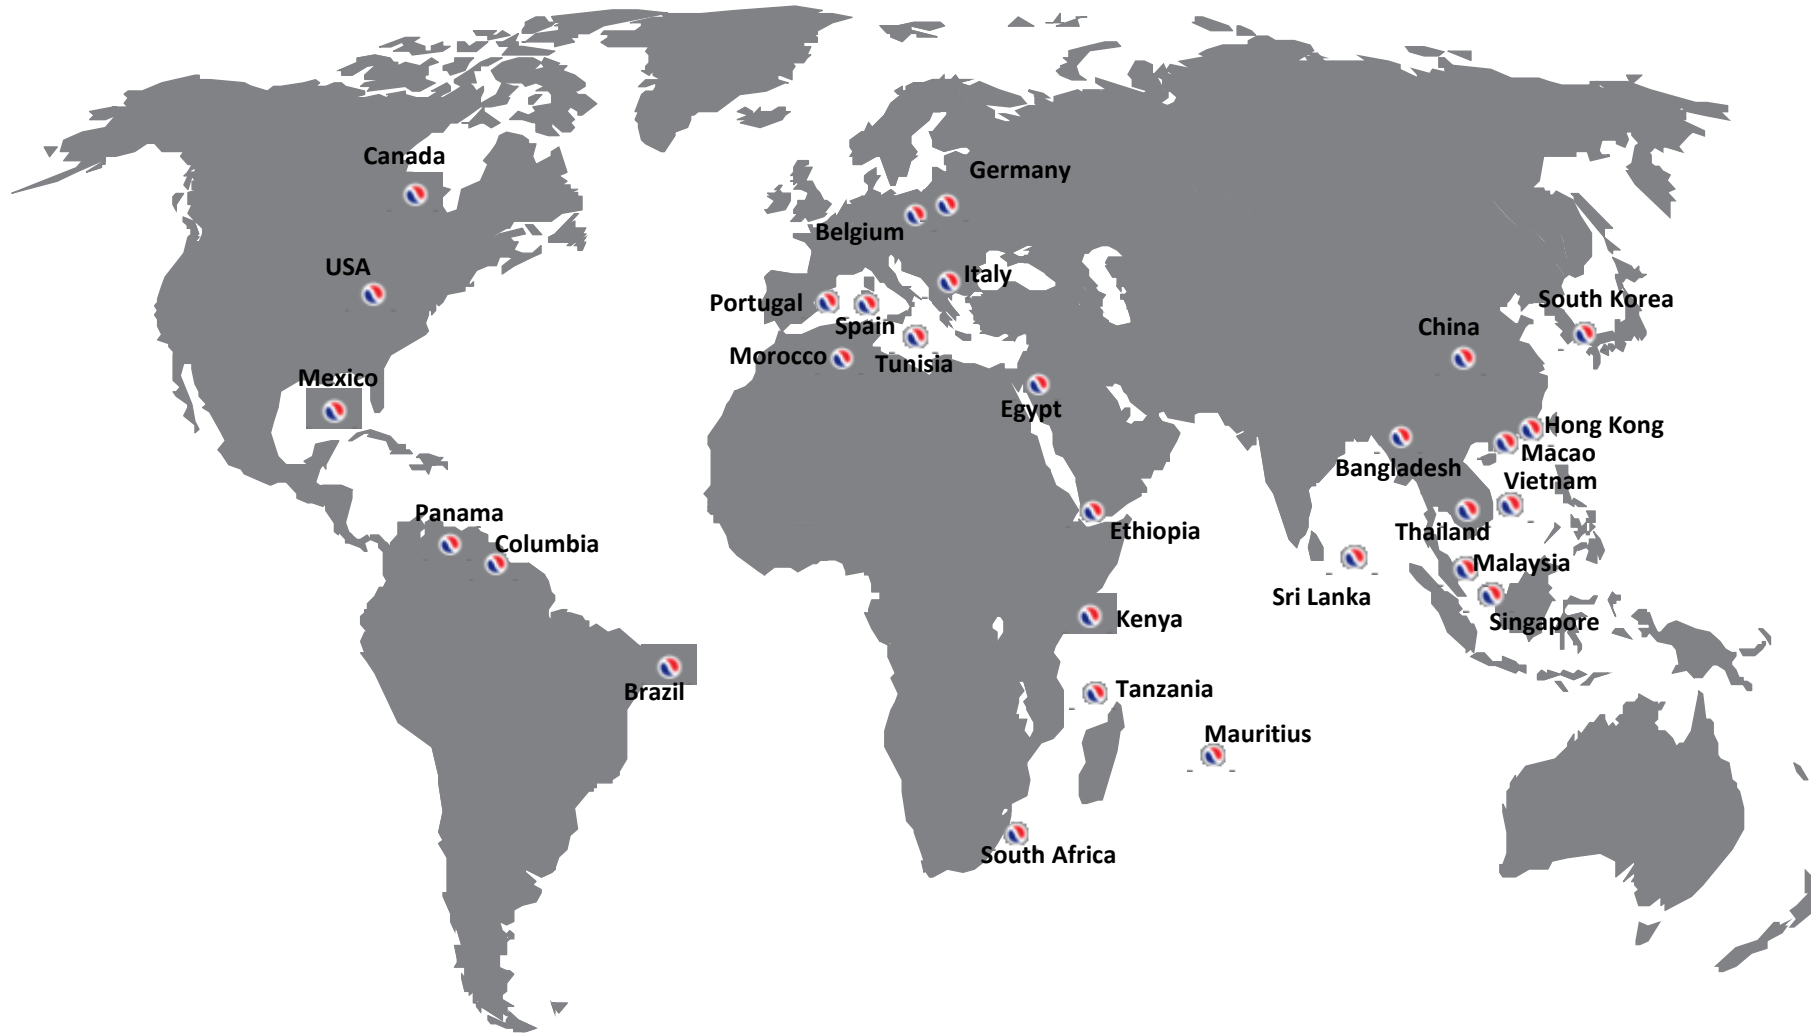 Canada
Germany
Belgium
USA
Italy
Portugal
South Korea
Spain
China
Morocco
Tunisia
Mexico
Egypt
Hong Kong
Macao
Bangladesh
Vietnam
Panama
Ethiopia
Thailand
Columbia
Malaysia
Sri Lanka
Kenya
Singapore
Brazil
Tanzania
Mauritius
South Africa